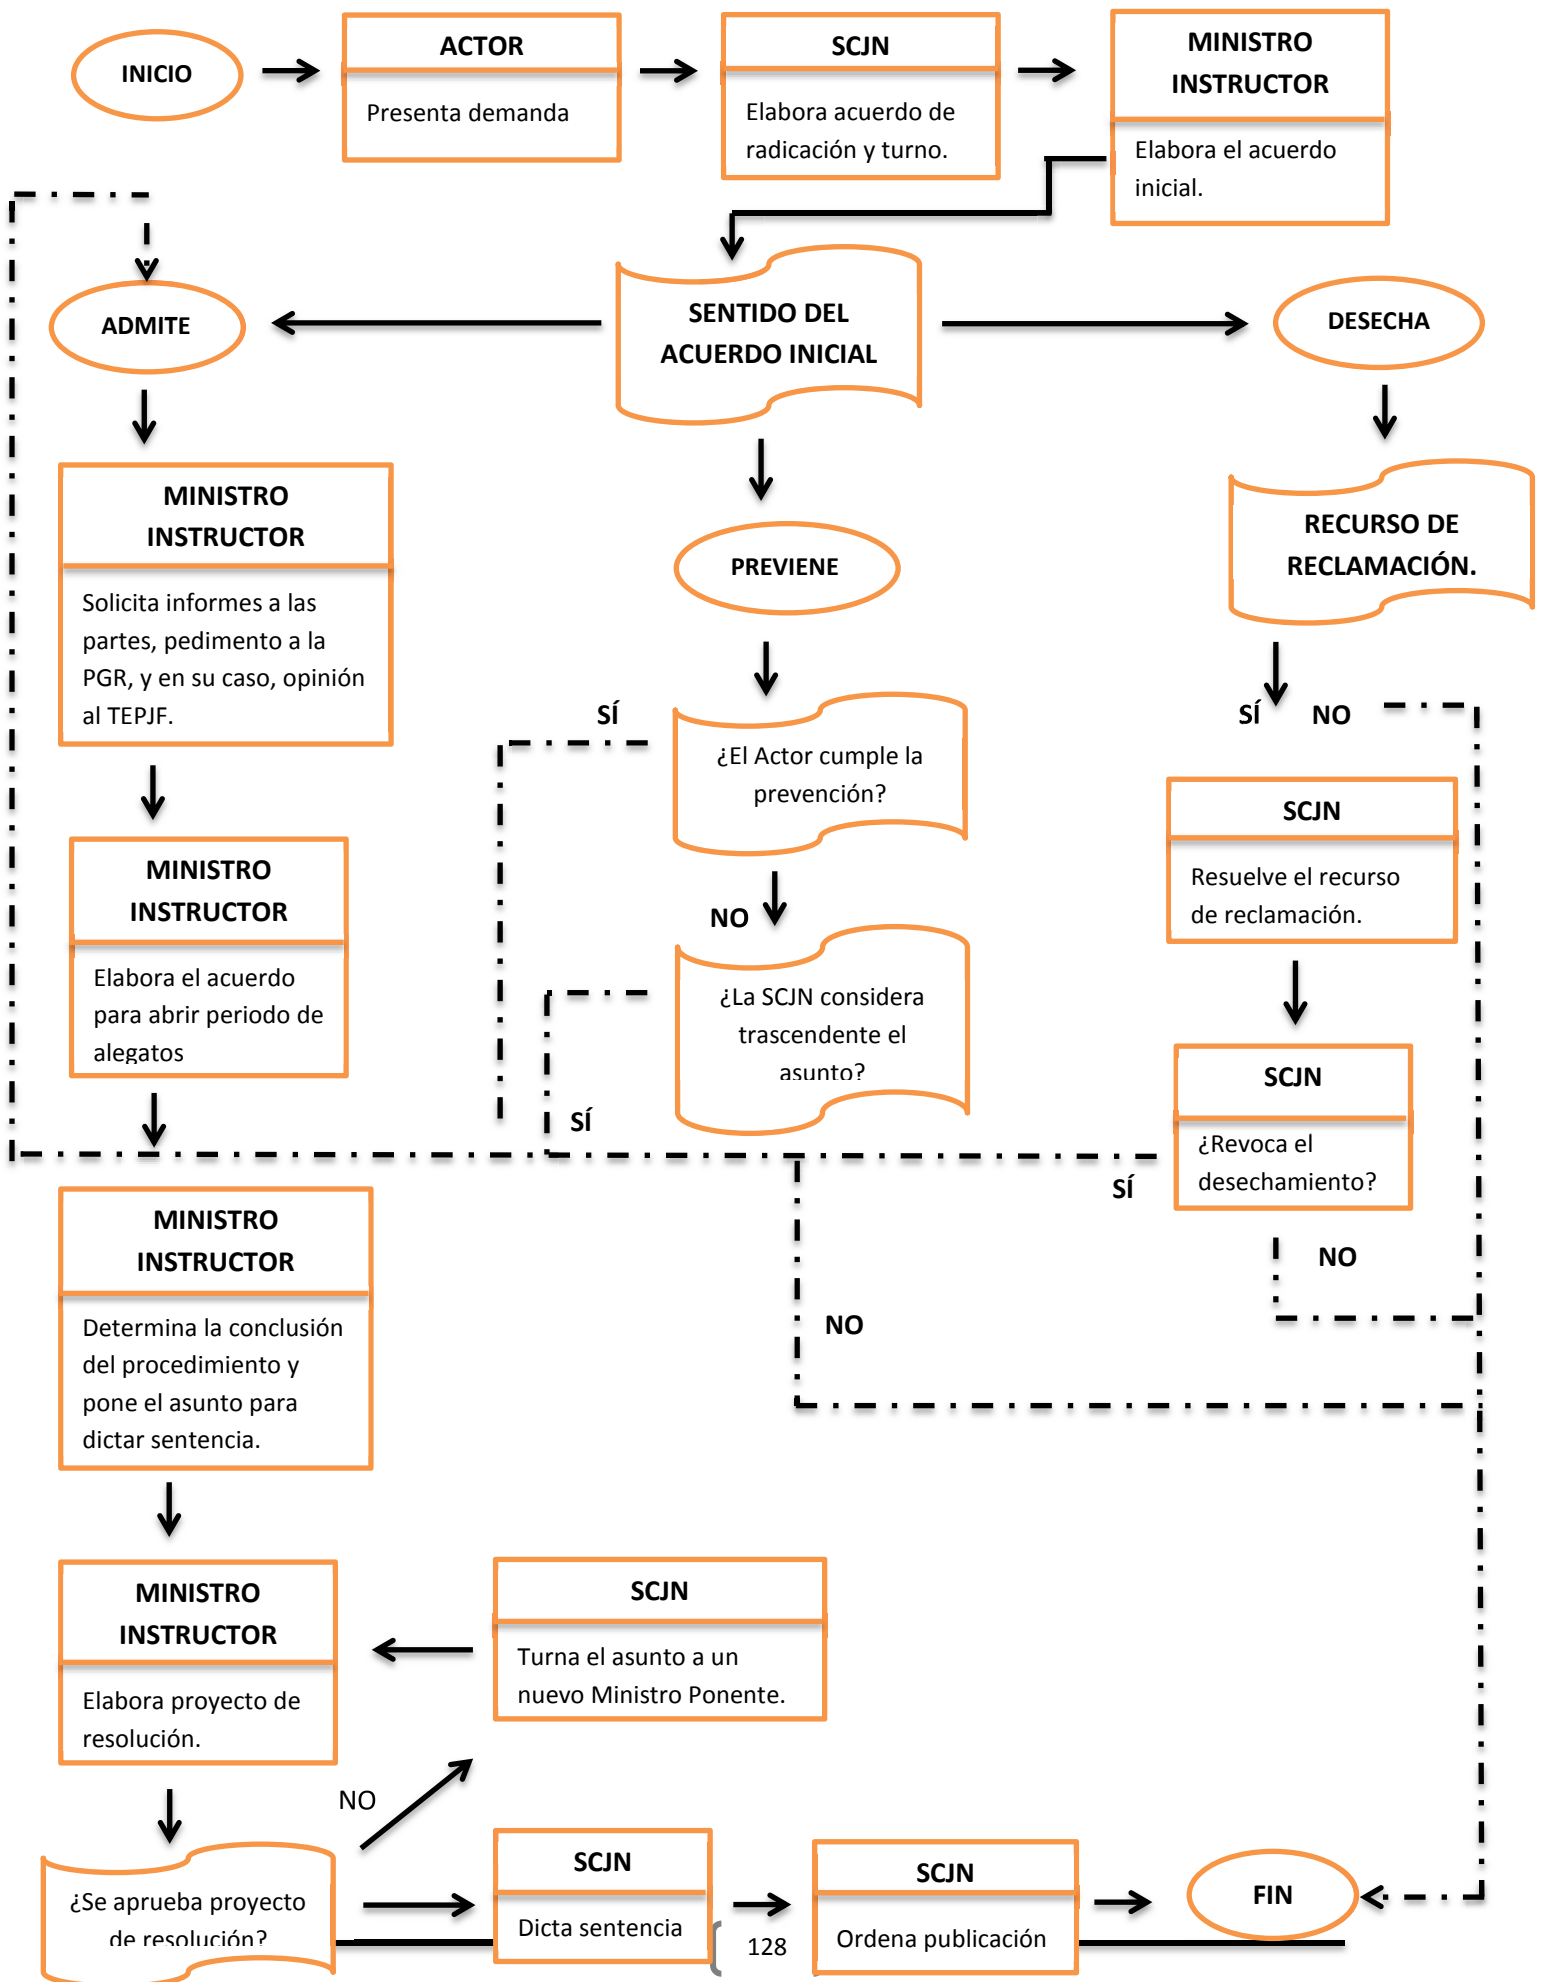 INICIO
ACTOR
Presenta demanda
SCJN
Elabora acuerdo de
radicación y turno.
MINISTRO
INSTRUCTOR
Elabora el acuerdo
inicial.
SENTIDO DEL
ACUERDO INICIAL
ADMITE
DESECHA
MINISTRO
INSTRUCTOR
Solicita informes a las
partes, pedimento a la
PGR, y en su caso, opinión
al TEPJF.
PREVIENE
RECURSO DE
RECLAMACIÓN.
SÍ
¿El Actor cumple la
prevención?
SÍ
NO
MINISTRO
INSTRUCTOR
Elabora el acuerdo
para abrir periodo de
alegatos
NO
¿La SCJN considera
trascendente el
asunto?
SÍ
SCJN
Resuelve el recurso
de reclamación.
SCJN
¿Revoca el
desechamiento?
SÍ
NO
NO
MINISTRO
INSTRUCTOR
Determina la conclusión
del procedimiento y
pone el asunto para
dictar sentencia.
MINISTRO
INSTRUCTOR
Elabora proyecto de
resolución.
SCJN
Turna el asunto a un
nuevo Ministro Ponente.
NO
¿Se aprueba proyecto
de resolución?
SCJN
Dicta sentencia
128
SCJN
Ordena publicación
FIN